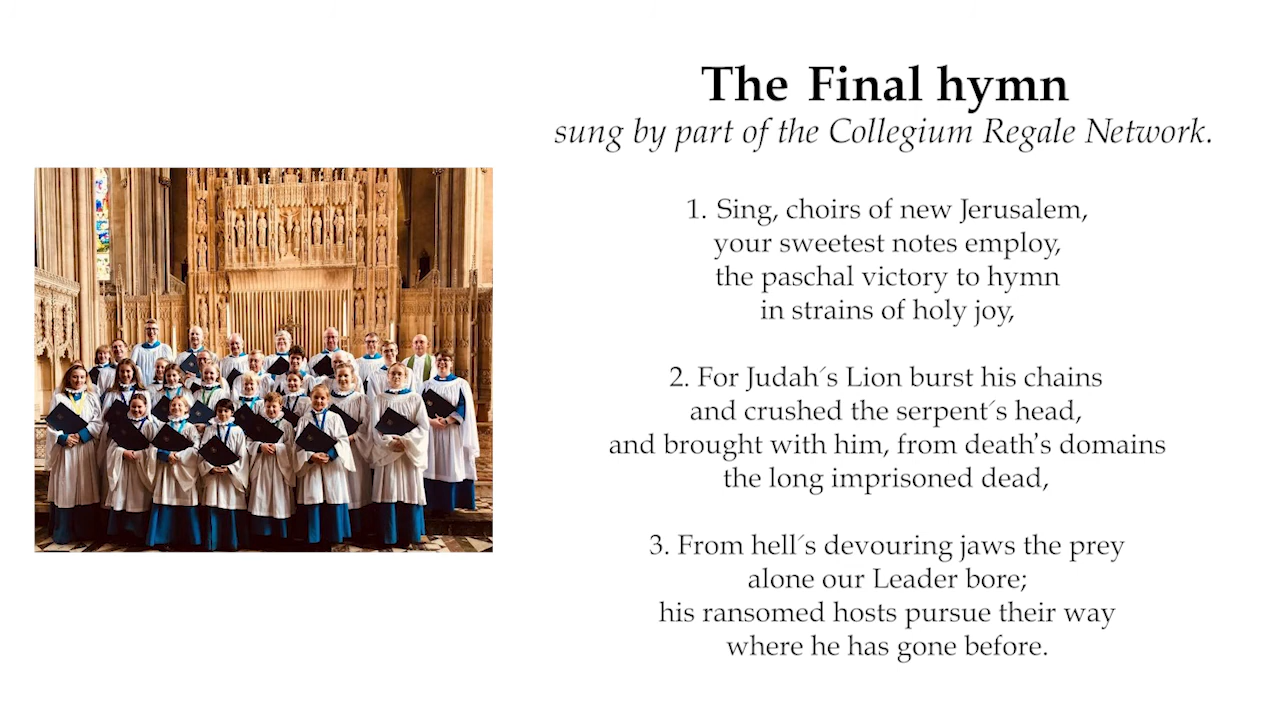 The Final hymn
sung by part of the Collegium Regale Network.
1. Sing, choirs of new Jerusalem,
your sweetest notes employ,
the paschal victory to hymn
in strains of holy joy,
2. For Judah´s Lion burst his chains
and crushed the serpent´s head,
and brought with him, from death's domains
the long imprisoned dead,
3. From hell´s devouring jaws the prey
alone our Leader bore;
his ransomed hosts pursue their way
where he has gone before.